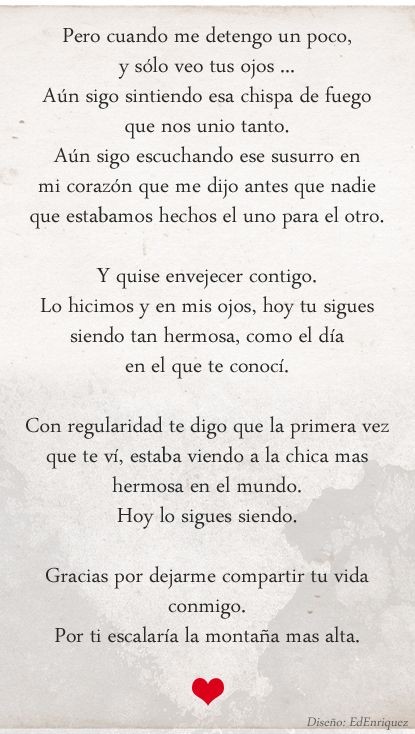 Pero cuando me detengo un poco,
y sólo veo tus ojos ...
Aún sigo sintiendo esa chispa de fuego
que nos unio tanto.
Aún sigo escuchando ese susurro en
mi corazón que me dijo antes que nadie
que estabamos hechos el uno para el otro.
Y quise envejecer contigo.
Lo hicimos y en mis ojos, hoy tu sigues
siendo tan hermosa, como el día
en el que te conocí.
Con regularidad te digo que la primera vez
que te ví, estaba viendo a la chica mas
hermosa en el mundo.
Hoy lo sigues siendo.
Gracias por dejarme compartir tu vida
conmigo.
Por ti escalaría la montaña mas alta.
Diseño: EdEnriquez